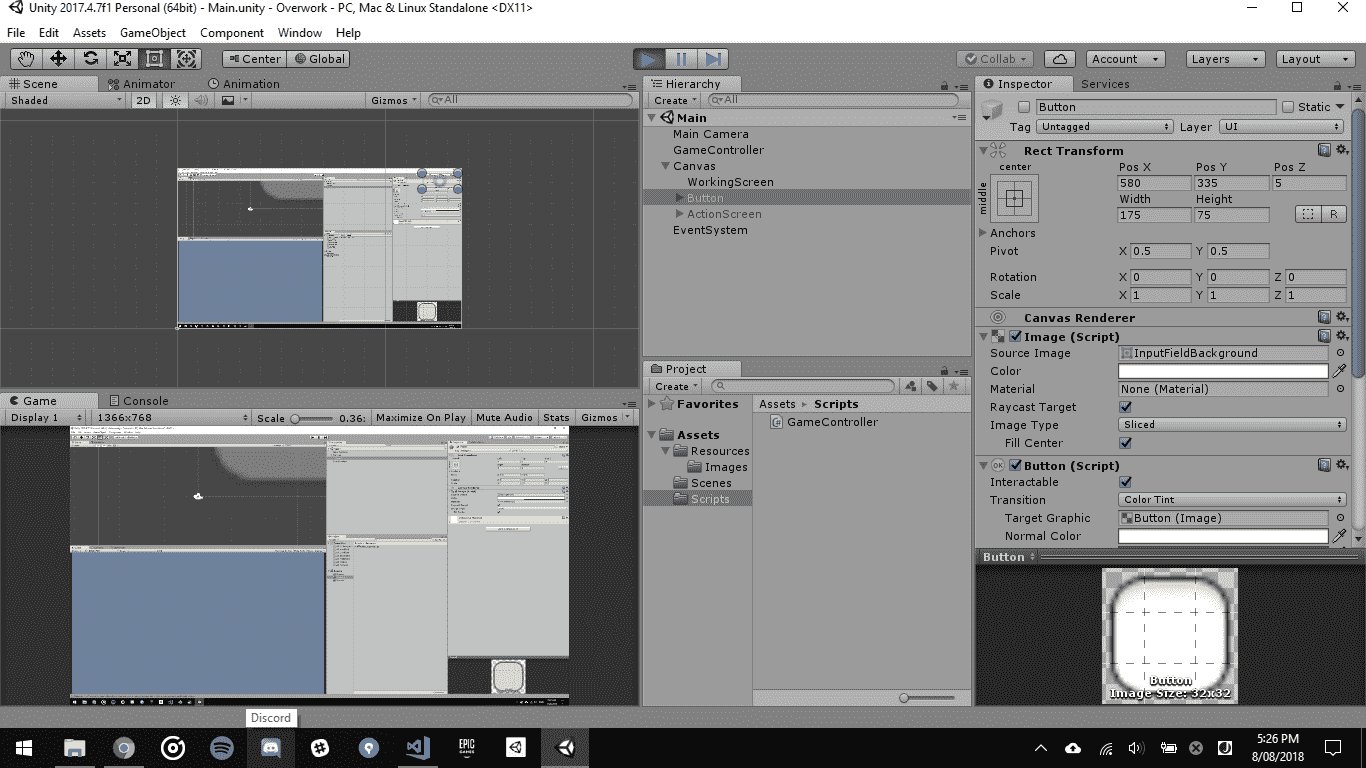 Unity 2017.4.7f1 Personal (64bit) - Main.unity - Overwork - PC, Mac & Linux Standalone <DX11>
File Edit Assets GameObject Component Window Help
Center Global Collab Account Layers Layout
Scene Animator Animation
Shaded 2D Gizmos All
Hierarchy
Create All
Main
Main Camera
GameController
Canvas
WorkingScreen
Button
ActionScreen
EventSystem
Inspector Services
Button Static
Tag Untagged Layer UI
Rect Transform
center
middle
Pos X Pos Y Pos Z
580 335 5
Width Height
175 75
R
Anchors
Pivot X 0.5 Y 0.5
Rotation X 0 Y 0 Z 0
Scale X 1 Y 1 Z 1
Canvas Renderer
Image (Script)
Source Image InputFieldBackground
Color
Material None (Material)
Raycast Target
Image Type Sliced
Fill Center
OK Button (Script)
Interactable
Transition Color Tint
Target Graphic Button (Image)
Normal Color
Button
Button
Image Size: 32x32
Game Console
Display 1 1366x768 Scale 0.36: Maximize On Play Mute Audio Stats Gizmos
Project
Create
Favorites
Assets
Resources
Images
Scenes
Scripts
Assets Scripts
GameController
Discord
EPIC
GAMES
5:26 PM
8/08/2018